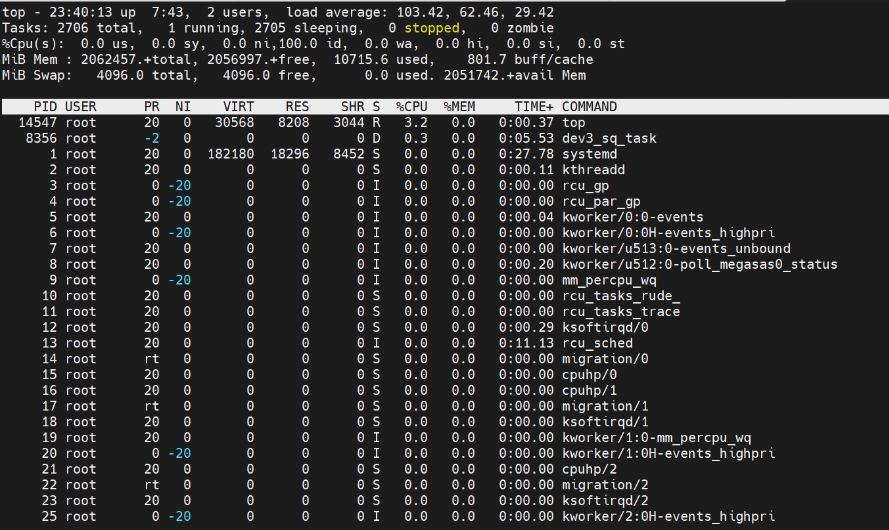 top - 23:40:13 up  7:43,  2 users,  load average: 103.42, 62.46, 29.42
Tasks: 2706 total,   1 running, 2705 sleeping,   0 stopped,   0 zombie
%Cpu(s):  0.0 us,  0.0 sy,  0.0 ni,100.0 id,  0.0 wa,  0.0 hi,  0.0 si,  0.0 st
MiB Mem : 2062457.+total, 2056997.+free,  10715.6 used,    801.7 buff/cache
MiB Swap:   4096.0 total,   4096.0 free,      0.0 used. 2051742.+avail Mem
PID USER      PR  NI    VIRT    RES    SHR S  %CPU  %MEM     TIME+ COMMAND
14547 root      20   0   30568   8208   3044 R   3.2   0.0   0:00.37 top
8356 root      -2   0       0      0      0 D   0.3   0.0   0:05.53 dev3_sq_task
1 root      20   0  182180  18296   8452 S   0.0   0.0   0:27.78 systemd
2 root      20   0       0      0      0 S   0.0   0.0   0:00.11 kthreadd
3 root       0 -20       0      0      0 I   0.0   0.0   0:00.00 rcu_gp
4 root       0 -20       0      0      0 I   0.0   0.0   0:00.00 rcu_par_gp
5 root      20   0       0      0      0 I   0.0   0.0   0:00.04 kworker/0:0-events
6 root       0 -20       0      0      0 I   0.0   0.0   0:00.00 kworker/0:0H-events_highpri
7 root      20   0       0      0      0 I   0.0   0.0   0:00.00 kworker/u513:0-events_unbound
8 root      20   0       0      0      0 I   0.0   0.0   0:00.20 kworker/u512:0-poll_megasas0_status
9 root       0 -20       0      0      0 I   0.0   0.0   0:00.00 mm_percpu_wq
10 root      20   0       0      0      0 S   0.0   0.0   0:00.00 rcu_tasks_rude_
11 root      20   0       0      0      0 S   0.0   0.0   0:00.00 rcu_tasks_trace
12 root      20   0       0      0      0 S   0.0   0.0   0:00.29 ksoftirqd/0
13 root      20   0       0      0      0 I   0.0   0.0   0:11.13 rcu_sched
14 root      rt   0       0      0      0 S   0.0   0.0   0:00.00 migration/0
15 root      20   0       0      0      0 S   0.0   0.0   0:00.00 cpuhp/0
16 root      20   0       0      0      0 S   0.0   0.0   0:00.00 cpuhp/1
17 root      rt   0       0      0      0 S   0.0   0.0   0:00.00 migration/1
18 root      20   0       0      0      0 S   0.0   0.0   0:00.00 ksoftirqd/1
19 root      20   0       0      0      0 I   0.0   0.0   0:00.00 kworker/1:0-mm_percpu_wq
20 root       0 -20       0      0      0 I   0.0   0.0   0:00.00 kworker/1:0H-events_highpri
21 root      20   0       0      0      0 S   0.0   0.0   0:00.00 cpuhp/2
22 root      rt   0       0      0      0 S   0.0   0.0   0:00.00 migration/2
23 root      20   0       0      0      0 S   0.0   0.0   0:00.00 ksoftirqd/2
25 root       0 -20       0      0      0 I   0.0   0.0   0:00.00 kworker/2:0H-events_highpri